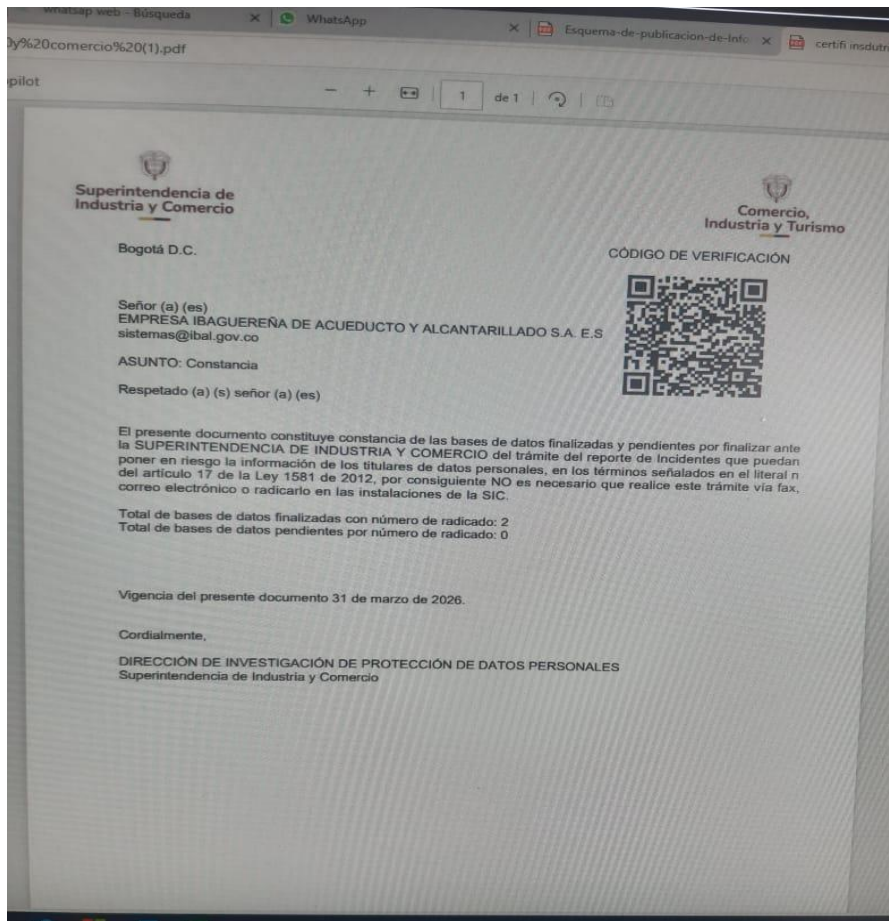 whatsap web - Búsqueda
WhatsApp
Esquema-de-publicacion-de-Info
certifi insdutri
y%20comercio%20(1).pdf
pilot
1 de 1
Superintendencia de
Industria y Comercio
Comercio,
Industria y Turismo
Bogotá D.C.
CÓDIGO DE VERIFICACIÓN
Señor (a) (es)
EMPRESA IBAGUEREÑA DE ACUEDUCTO Y ALCANTARILLADO S.A. E.S
sistemas@ibal.gov.co
ASUNTO: Constancia
Respetado (a) (s) señor (a) (es)
El presente documento constituye constancia de las bases de datos finalizadas y pendientes por finalizar ante
la SUPERINTENDENCIA DE INDUSTRIA Y COMERCIO del trámite del reporte de Incidentes que puedan
poner en riesgo la información de los titulares de datos personales, en los términos señalados en el literal n
del artículo 17 de la Ley 1581 de 2012, por consiguiente NO es necesario que realice este trámite vía fax,
correo electrónico o radicarlo en las instalaciones de la SIC.
Total de bases de datos finalizadas con número de radicado: 2
Total de bases de datos pendientes por número de radicado: 0
Vigencia del presente documento 31 de marzo de 2026.
Cordialmente,
DIRECCIÓN DE INVESTIGACIÓN DE PROTECCIÓN DE DATOS PERSONALES
Superintendencia de Industria y Comercio